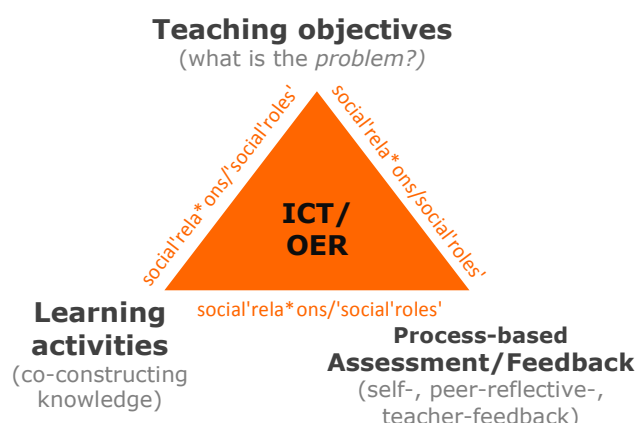 Teaching objectives
(what is the problem?)
social'rela*ons/'social'roles'
social'rela*ons/social'roles'
ICT/
OER
social'rela*ons/'social'roles'
Learning
activities
(co-constructing
knowledge)
Process-based
Assessment/Feedback
(self-, peer-reflective-,
teacher-feedback)